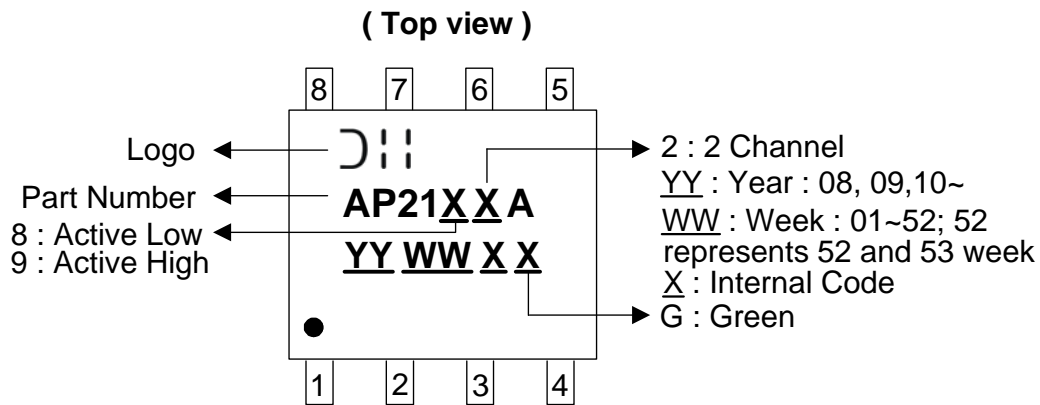 ( Top view )
8 7 6 5
Logo
Part Number
8 : Active Low
9 : Active High
AP21X X A
YY WW X X
2 : 2 Channel
YY : Year : 08, 09,10~
WW : Week : 01~52; 52
represents 52 and 53 week
X : Internal Code
G : Green
1 2 3 4